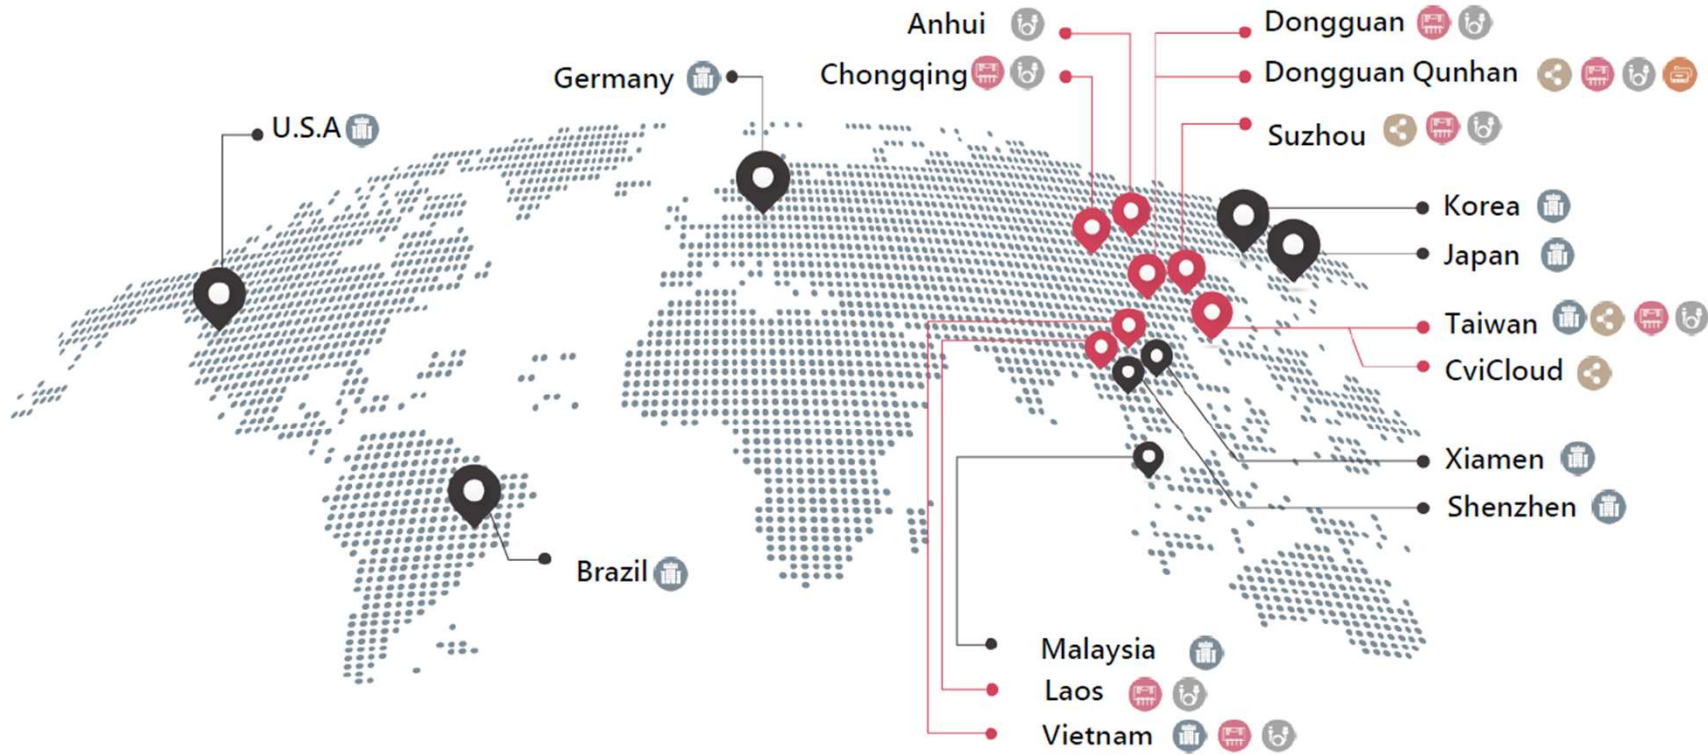 Anhui
Dongguan
Germany
Chongqing
Dongguan Qunhan
U.S.A
Suzhou
Korea
Japan
Taiwan
CviCloud
Xiamen
Shenzhen
Brazil
Malaysia
Laos
Vietnam